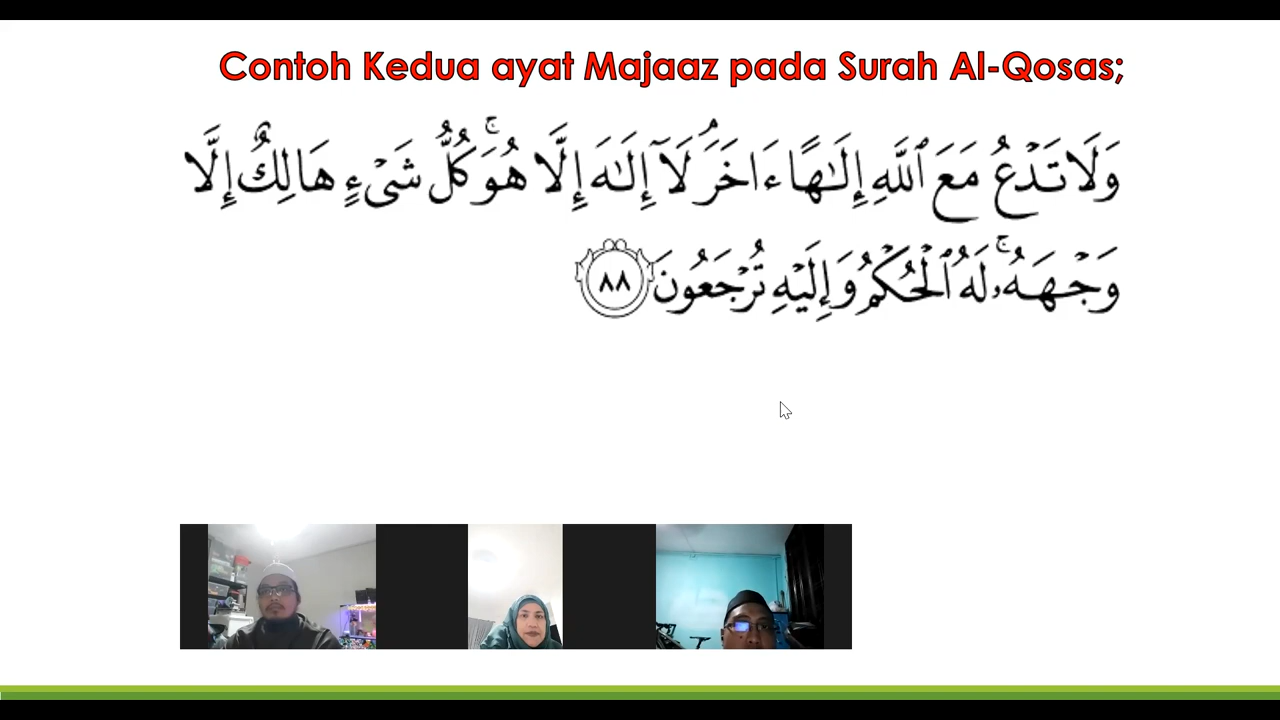 Contoh Kedua ayat Majaaz pada Surah Al-Qosas;
وَلَا تَدْعُ مَعَ ٱللَّهِ إِلَـٰهًا ءَاخَرَ ۘ لَآ إِلَـٰهَ إِلَّا هُوَ ۚ كُلُّ شَىْءٍ هَالِكٌ إِلَّا
وَجْهَهُۥ ۚ لَهُ ٱلْحُكْمُ وَإِلَيْهِ تُرْجَعُونَ ٨٨